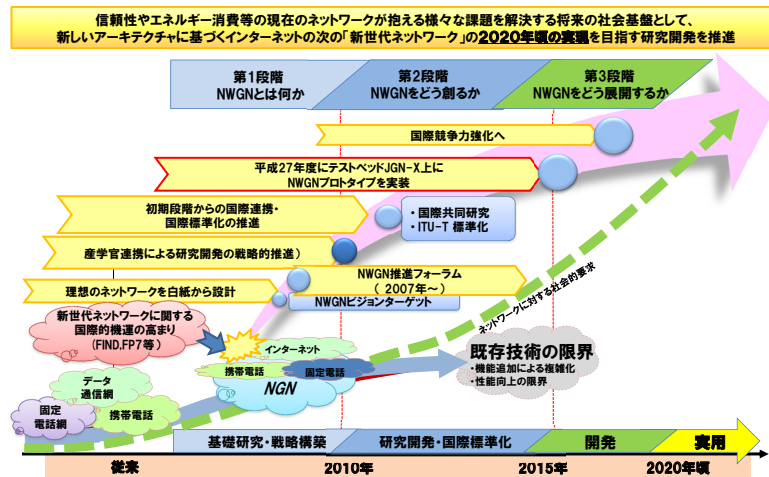 信頼性やエネルギー消費等の現在のネットワークが抱える様々な課題を解決する将来の社会基盤として、
新しいアーキテクチャに基づくインターネットの次の「新世代ネットワーク」の2020年頃の実現を目指す研究開発を推進
第1段階
NWGNとは何か
第2段階
NWGNをどう創るか
第3段階
NWGNをどう展開するか
国際競争力強化へ
平成27年度にテストベッドJGN-X上に
NWGNプロトタイプを実装
初期段階からの国際連携・
国際標準化の推進
・国際共同研究
・ITU-T 標準化
産学官連携による研究開発の戦略的推進)
NWGN推進フォーラム
( 2007年～)
理想のネットワークを白紙から設計
NWGNビジョンターゲット
新世代ネットワークに関する
国際的機運の高まり
(FIND,FP7等)
ネットワークに対する社会的要求
インターネット
携帯電話
固定電話
NGN
既存技術の限界
・機能追加による複雑化
・性能向上の限界
データ
通信網
固定
電話網
携帯電話
基礎研究・戦略構築
研究開発・国際標準化
開発
実用
従来
2010年
2015年
2020年頃